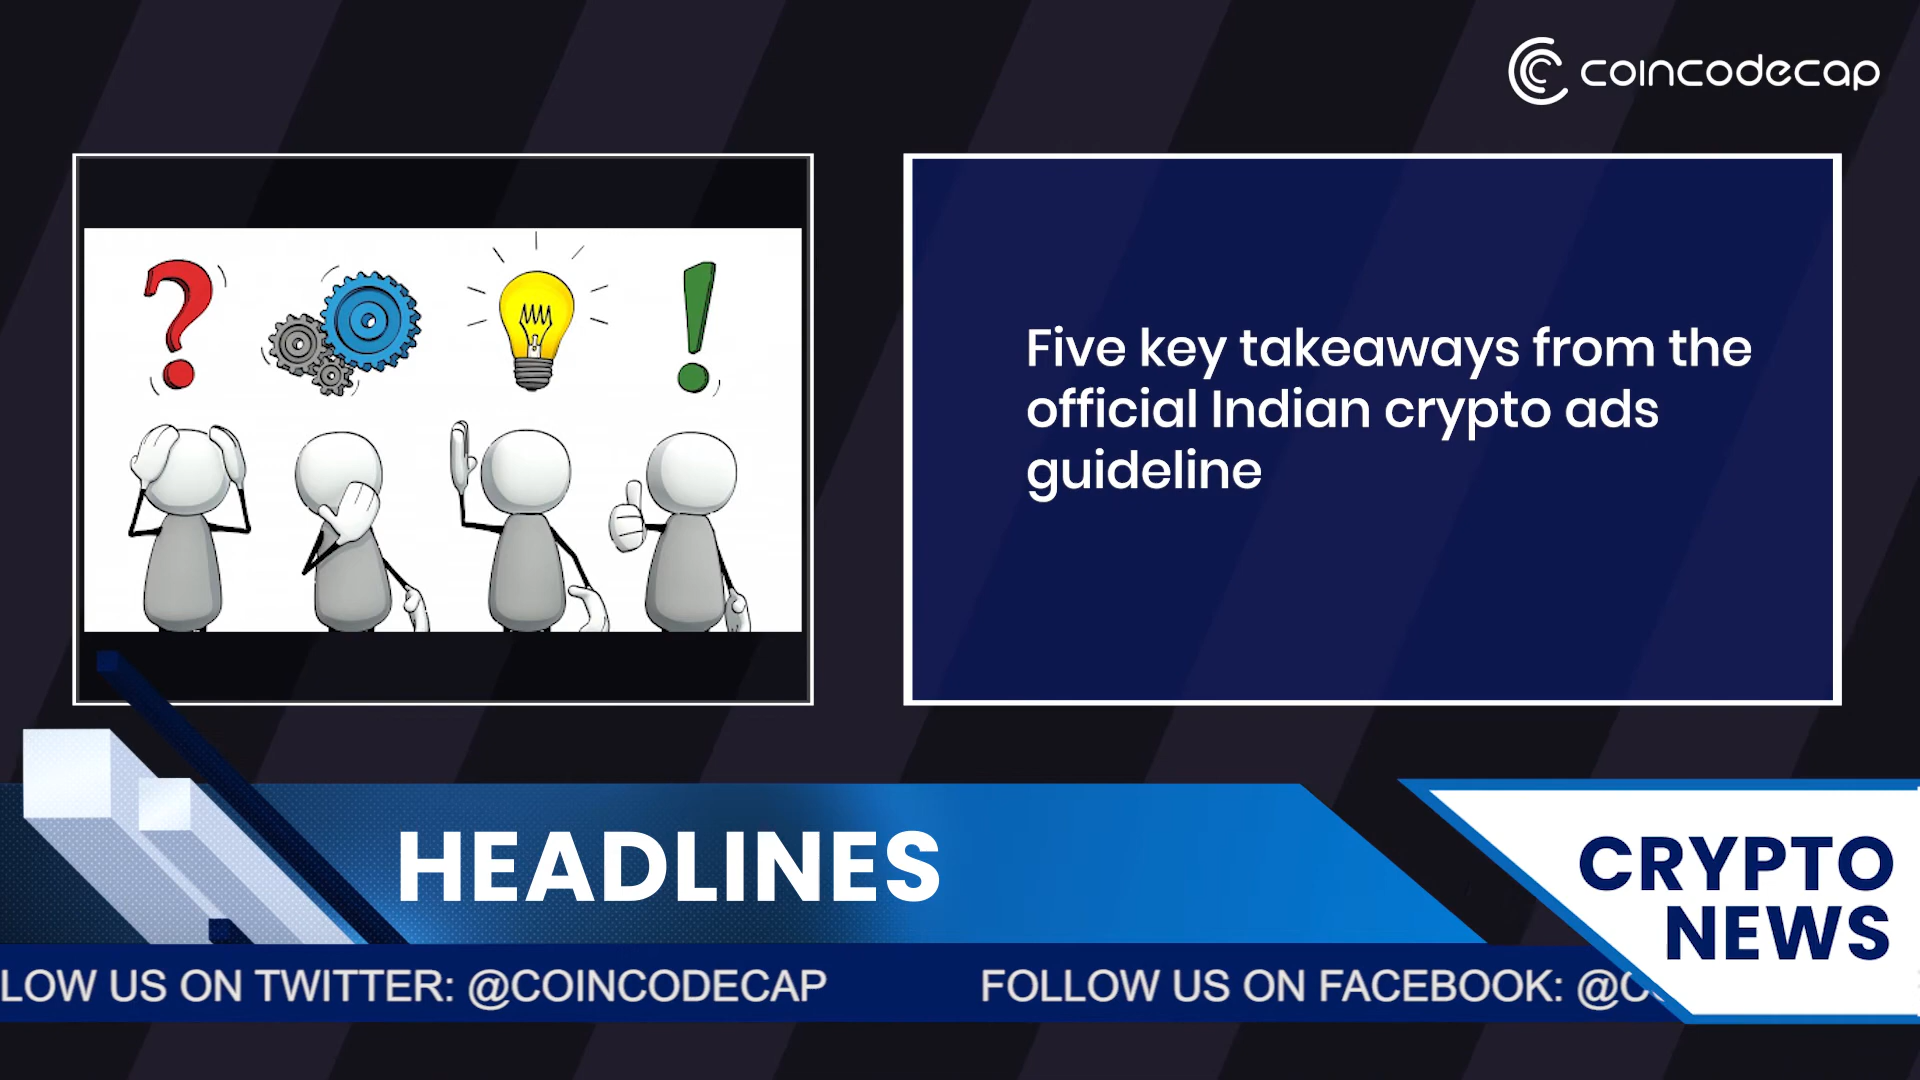 coincodecap
Five key takeaways from the
official Indian crypto ads
guideline
HEADLINES
CRYPTO
NEWS
US ON TWITTER: @COINCODECAP
FOLLOW US ON FACEBOOK: